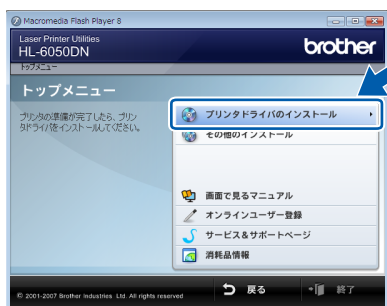 Macromedia Flash Player 8
Laser Printer Utilities
HL-6050DN
brother
トップメニュー
トップメニュー
プリンタの準備が完了したら、プリン
タドライバをインストールしてください。
プリンタドライバのインストール
その他のインストール
画面で見るマニュアル
オンラインユーザー登録
サービス&サポートページ
消耗品情報
© 2001-2007 Brother Industries Ltd. All rights reserved
戻る
終了